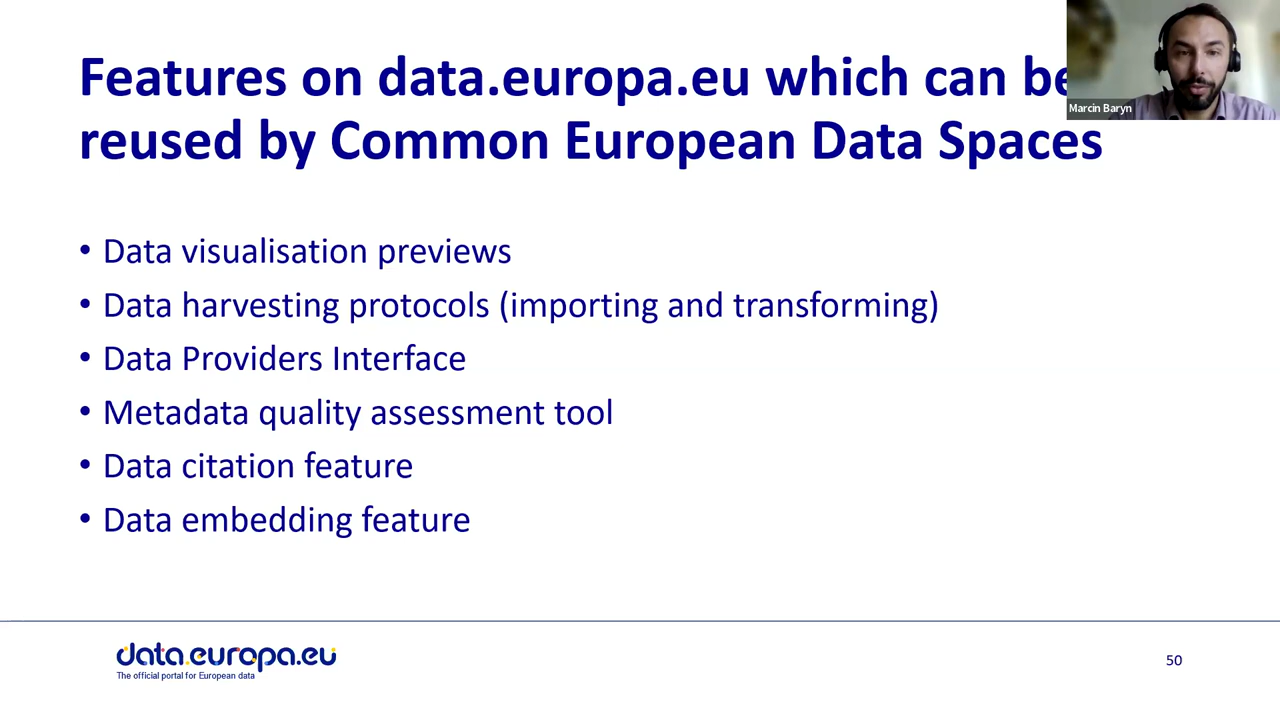 Features on data.europa.eu which can be
reused by Common European Data Spaces
Marcin Baryn
• Data visualisation previews
• Data harvesting protocols (importing and transforming)
• Data Providers Interface
• Metadata quality assessment tool
• Data citation feature
• Data embedding feature
data.europa.eu
The official portal for European data
50